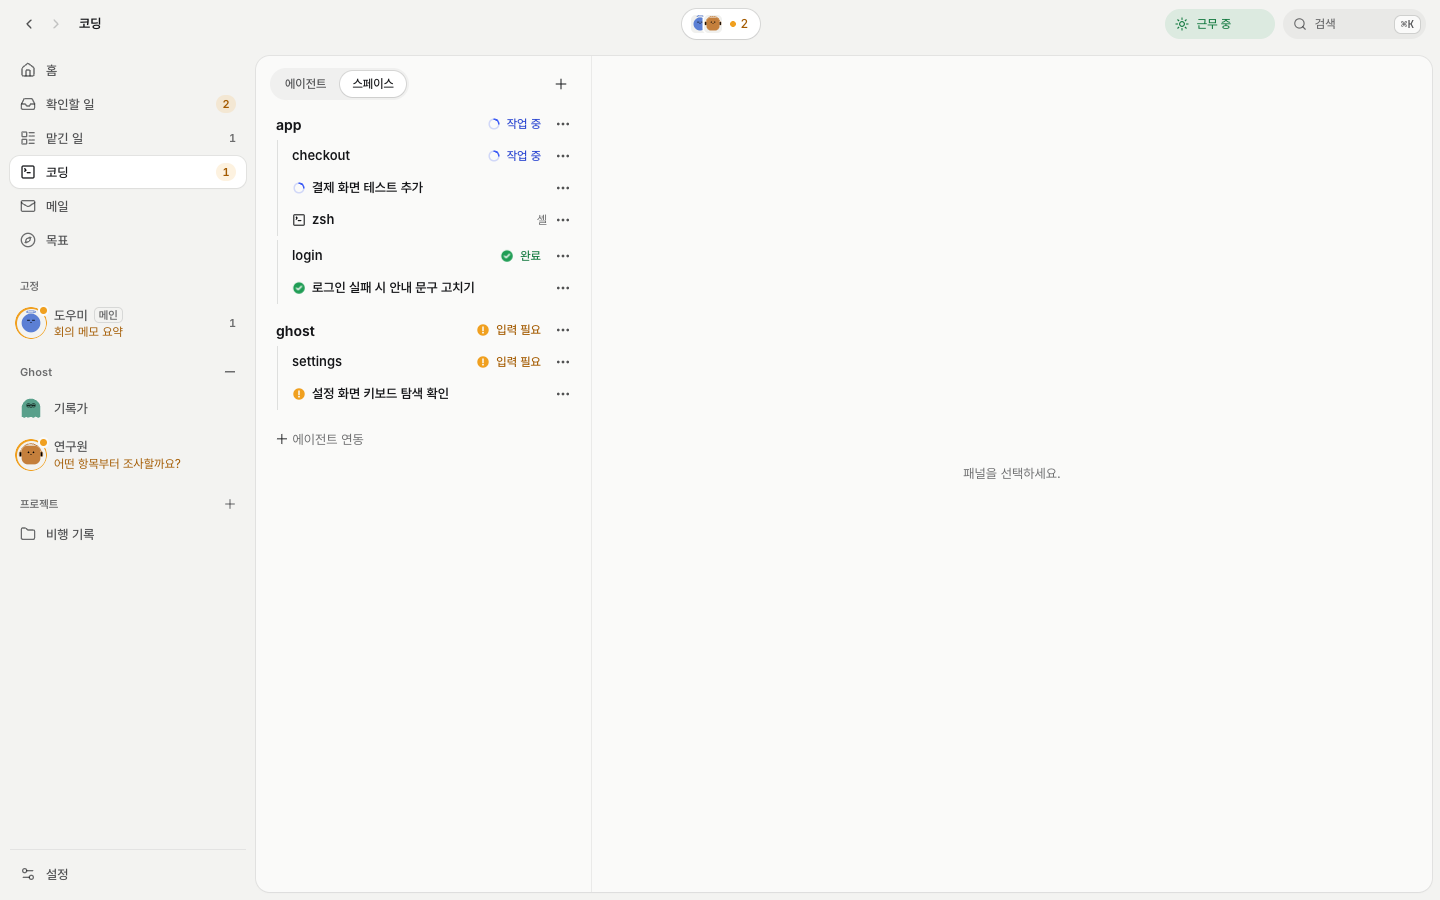 코딩
2
근무 중
검색
⌘K
홈
확인할 일
2
맡긴 일
1
코딩
1
메일
목표
고정
도우미
메인
회의 메모 요약
1
Ghost
기록가
연구원
어떤 항목부터 조사할까요?
프로젝트
비행 기록
설정
에이전트
스페이스
app
작업 중
checkout
작업 중
결제 화면 테스트 추가
zsh
셸
login
완료
로그인 실패 시 안내 문구 고치기
ghost
입력 필요
settings
입력 필요
설정 화면 키보드 탐색 확인
에이전트 연동
패널을 선택하세요.